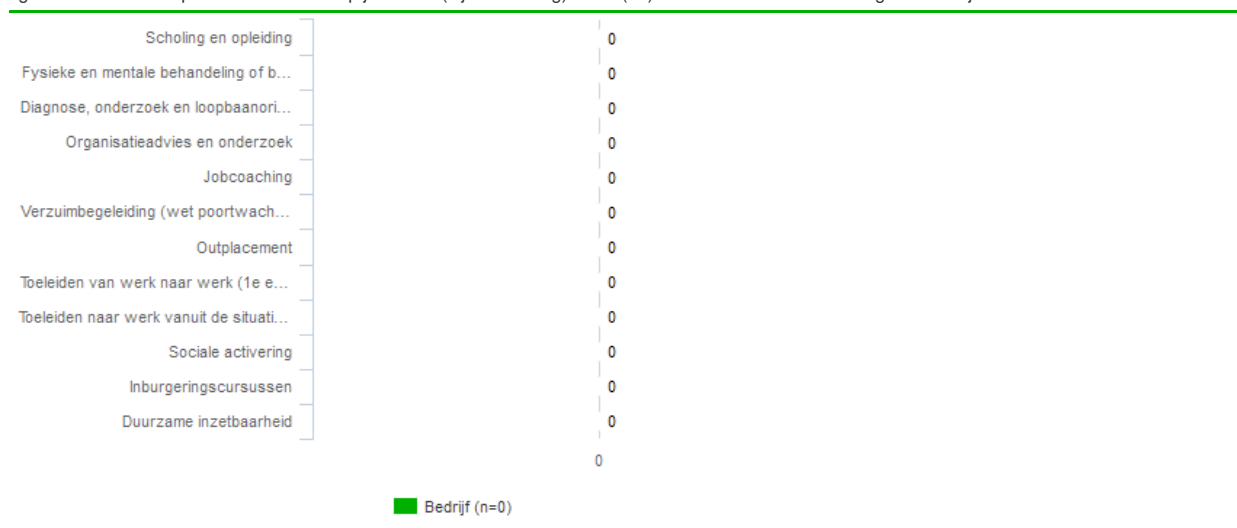 Scholing en opleiding 0
Fysieke en mentale behandeling of b... 0
Diagnose, onderzoek en loopbaanori... 0
Organisatieadvies en onderzoek 0
Jobcoaching 0
Verzuimbegeleiding (wet poortwach... 0
Outplacement 0
Toeleiden van werk naar werk (1e e... 0
Toeleiden naar werk vanuit de situati... 0
Sociale activering 0
Inburgeringscursussen 0
Duurzame inzetbaarheid 0
0
Bedrijf (n=0)